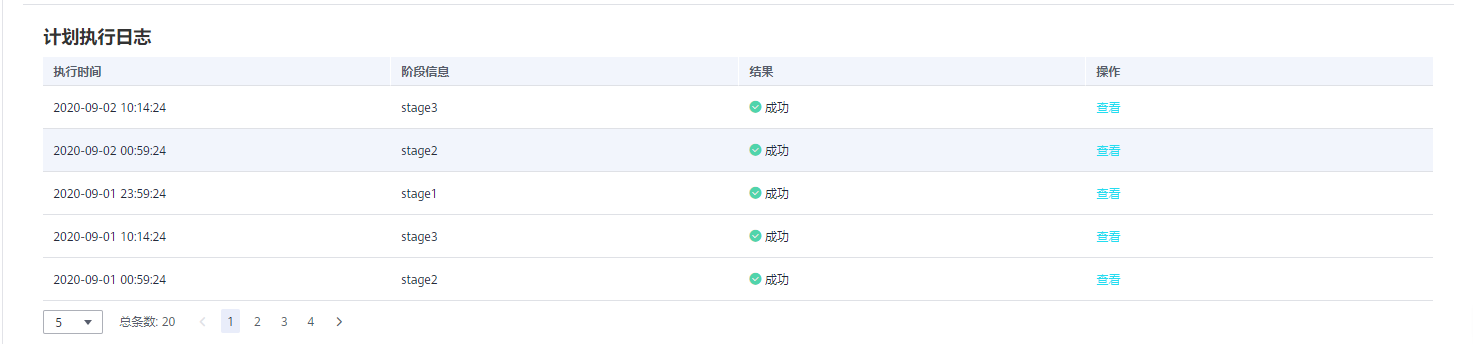 计划执行日志
执行时间 阶段信息 结果 操作
2020-09-02 10:14:24 stage3 成功 查看
2020-09-02 00:59:24 stage2 成功 查看
2020-09-01 23:59:24 stage1 成功 查看
2020-09-01 10:14:24 stage3 成功 查看
2020-09-01 00:59:24 stage2 成功 查看
5 总条数: 20 1 2 3 4